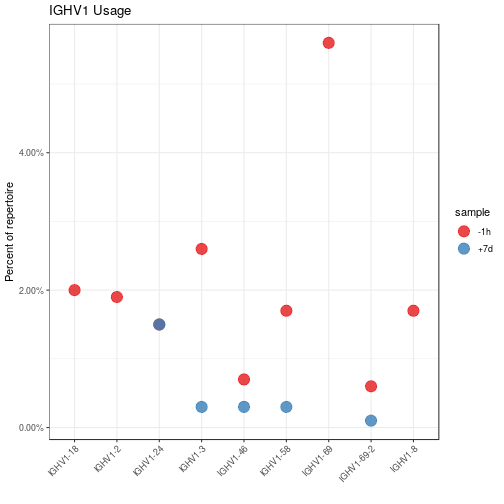 IGHV1 Usage
Percent of repertoire
4.00%
2.00%
0.00%
IGHV1-18
IGHV1-2
IGHV1-24
IGHV1-3
IGHV1-46
IGHV1-58
IGHV1-69
IGHV1-69-2
IGHV1-8
sample
-1h
+7d